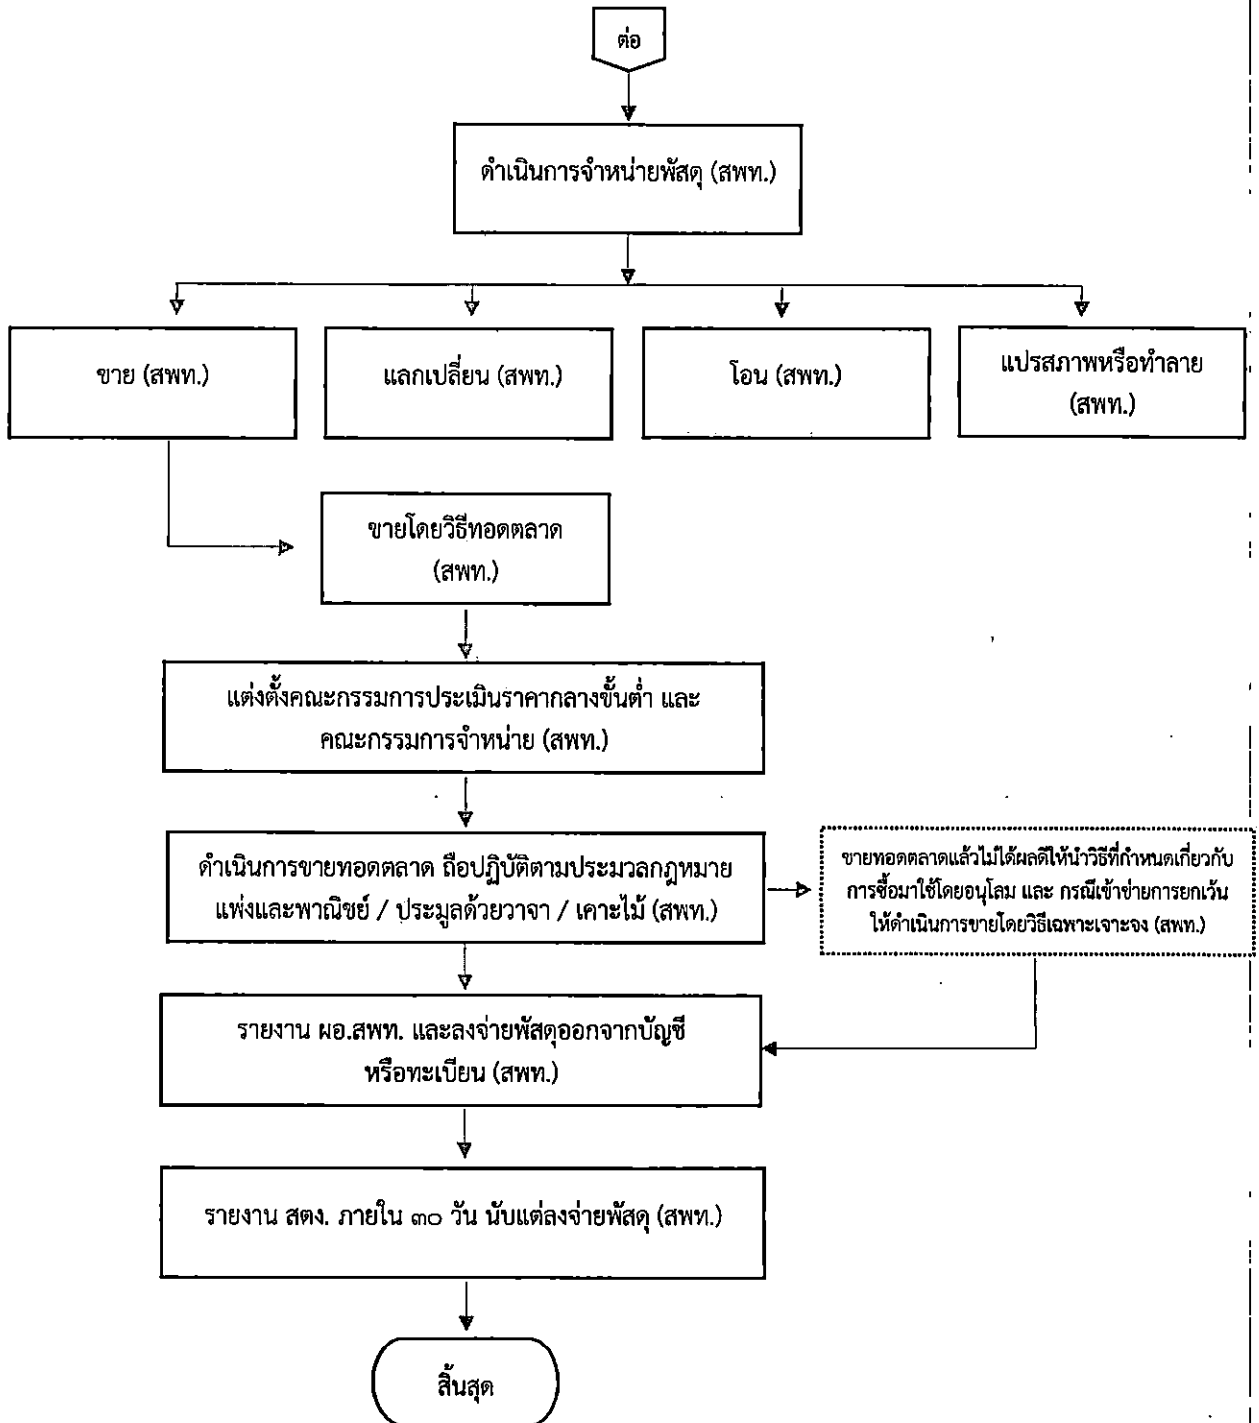 ต่อ
ดำเนินการจำหน่ายพัสดุ (สพท.)
ขาย (สพท.)
แลกเปลี่ยน (สพท.)
โอน (สพท.)
แปรสภาพหรือทำลาย
(สพท.)
ขายโดยวิธีทอดตลาด
(สพท.)
แต่งตั้งคณะกรรมการประเมินราคากลางขั้นต่ำ และ
คณะกรรมการจำหน่าย (สพท.)
ดำเนินการขายทอดตลาด ถือปฏิบัติตามประมวลกฎหมาย
แพ่งและพาณิชย์ / ประมูลด้วยวาจา / เคาะไม้ (สพท.)
ขายทอดตลาดแล้วไม่ได้ผลดีให้นำวิธีที่กำหนดเกี่ยวกับ
การซื้อมาใช้โดยอนุโลม และ กรณีเข้าข่ายการยกเว้น
ให้ดำเนินการขายโดยวิธีเฉพาะเจาะจง (สพท.)
รายงาน ผอ.สพท. และลงจ่ายพัสดุออกจากบัญชี
หรือทะเบียน (สพท.)
รายงาน สตง. ภายใน ๓๐ วัน นับแต่ลงจ่ายพัสดุ (สพท.)
สิ้นสุด